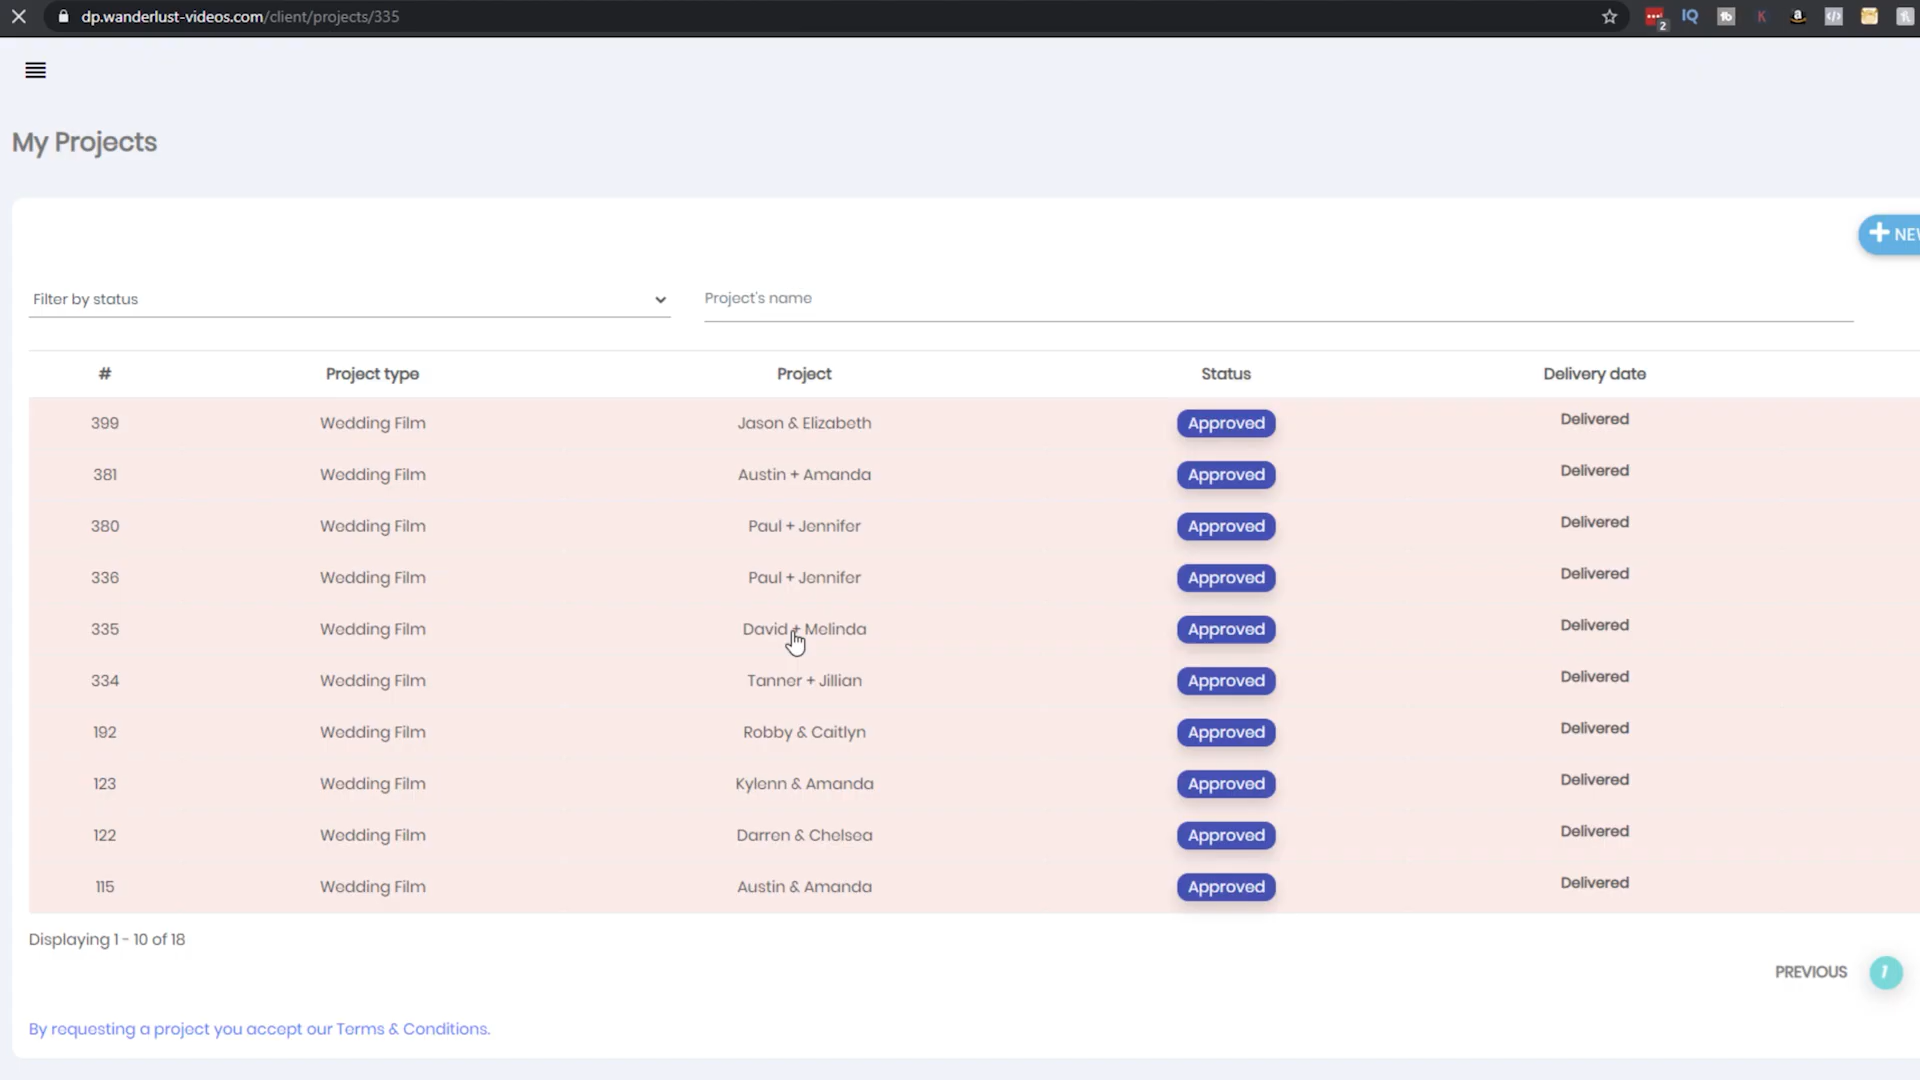 dp.wanderlust-videos.com/client/projects/335
2
My Projects
NEW
Filter by status
Project's name
# Project type Project Status Delivery date
399 Wedding Film Jason & Elizabeth Approved Delivered
381 Wedding Film Austin + Amanda Approved Delivered
380 Wedding Film Paul + Jennifer Approved Delivered
336 Wedding Film Paul + Jennifer Approved Delivered
335 Wedding Film David + Melinda Approved Delivered
334 Wedding Film Tanner + Jillian Approved Delivered
192 Wedding Film Robby & Caitlyn Approved Delivered
123 Wedding Film Kylenn & Amanda Approved Delivered
122 Wedding Film Darren & Chelsea Approved Delivered
115 Wedding Film Austin & Amanda Approved Delivered
Displaying 1 - 10 of 18
PREVIOUS 1
By requesting a project you accept our Terms & Conditions.